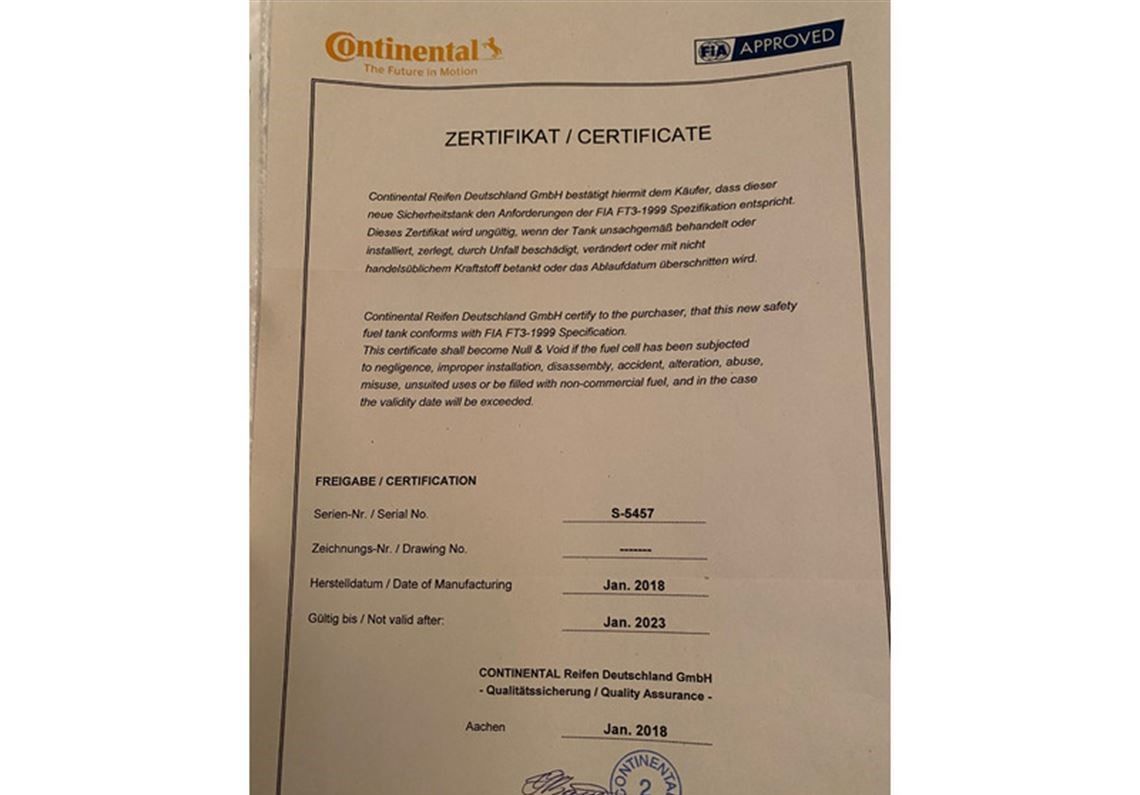 Continental
The Future in Motion
FIA APPROVED
ZERTIFIKAT / CERTIFICATE
Continental Reifen Deutschland GmbH bestätigt hiermit dem Käufer, dass dieser
neue Sicherheitstank den Anforderungen der FIA FT3-1999 Spezifikation entspricht.
Dieses Zertifikat wird ungültig, wenn der Tank unsachgemäß behandelt oder
installiert, zerlegt, durch Unfall beschädigt, verändert oder mit nicht
handelsüblichem Kraftstoff betankt oder das Ablaufdatum überschritten wird.
Continental Reifen Deutschland GmbH certify to the purchaser, that this new safety
fuel tank conforms with FIA FT3-1999 Specification.
This certificate shall become Null & Void if the fuel cell has been subjected
to negligence, improper installation, disassembly, accident, alteration, abuse,
misuse, unsuited uses or be filled with non-commercial fuel, and in the case
the validity date will be exceeded.
FREIGABE / CERTIFICATION
Serien-Nr. / Serial No. S-5457
Zeichnungs-Nr. / Drawing No. -------
Herstelldatum / Date of Manufacturing Jan. 2018
Gültig bis / Not valid after: Jan. 2023
CONTINENTAL Reifen Deutschland GmbH
- Qualitätssicherung / Quality Assurance -
Aachen Jan. 2018
CONTINENTA
2